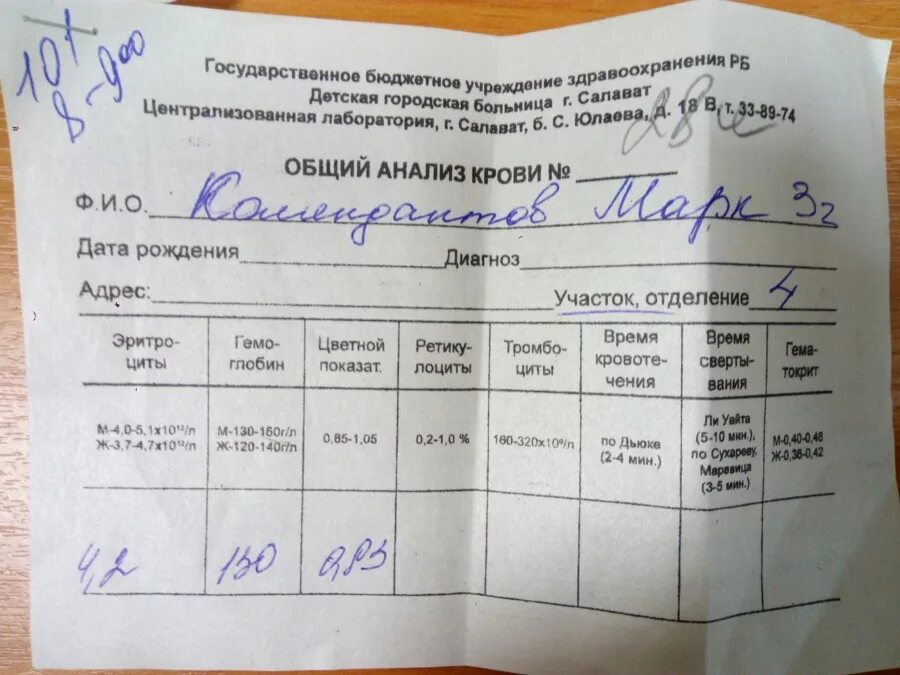 101
8-9⁰⁰
Государственное бюджетное учреждение здравоохранения РБ
Детская городская больница г. Салават
Централизованная лаборатория, г. Салават, б. С. Юлаева, д. 18 В, т. 33-89-74
ОБЩИЙ АНАЛИЗ КРОВИ №
Ф.И.О. Комендантов Марк 3г
Дата рождения Диагноз
Адрес: Участок, отделение 4
Эритро-циты Гемо-глобин Цветной показат. Ретику-лоциты Тромбо-циты Время кровоте-чения Время сверты-вания Гема-токрит
М-4,0-5,1х10¹²/л Ж-3,7-4,7х10¹²/л М-130-160г/л Ж-120-140г/л 0,85-1,05 0,2-1,0 % 160-320х10⁹/л по Дьюке (2-4 мин.) Ли Уайта (5-10 мин.), по Сухареву, Маравица (3-5 мин.) М-0,40-0,48 Ж-0,36-0,42
4,2 130 0,93